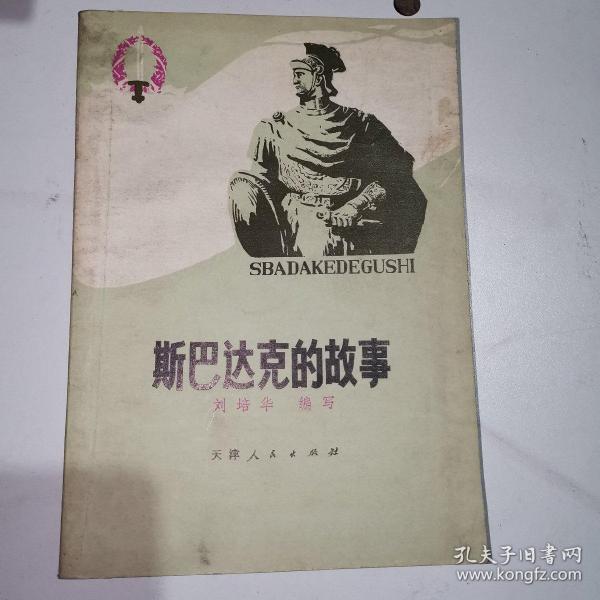 SBADAKEDEGUSHI
斯巴达克的故事
刘培华 编写
天津人民出版社
孔夫子旧书网
www.kongfz.com